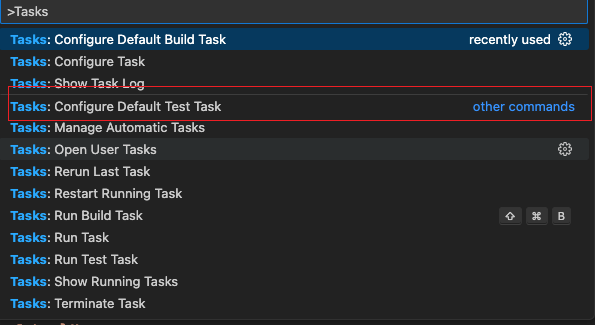 >Tasks
Tasks: Configure Default Build Task recently used
Tasks: Configure Task
Tasks: Show Task Log
Tasks: Configure Default Test Task other commands
Tasks: Manage Automatic Tasks
Tasks: Open User Tasks
Tasks: Rerun Last Task
Tasks: Restart Running Task
Tasks: Run Build Task ⇧ ⌘ B
Tasks: Run Task
Tasks: Run Test Task
Tasks: Show Running Tasks
Tasks: Terminate Task